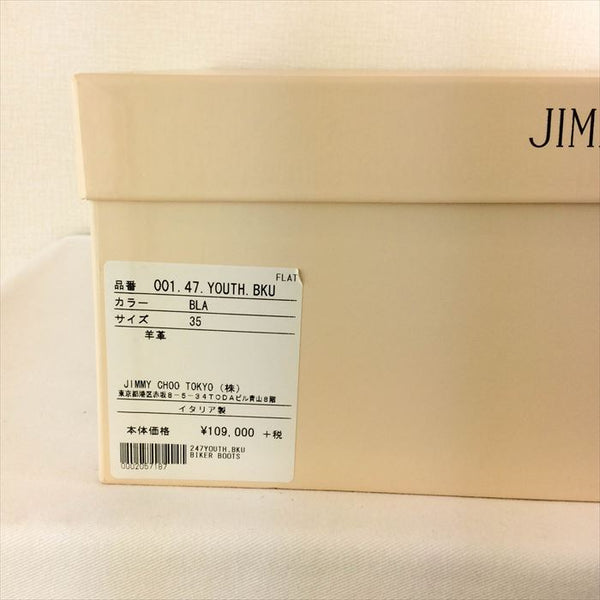 JIM
FLAT
品番 001.47.YOUTH.BKU
カラー BLA
サイズ 35
羊革
JIMMY CHOO TOKYO (株)
東京都港区赤坂8-5-34TODAビル青山8階
イタリア製
本体価格 ¥109,000 +税
247YOUTH.BKU
BIKER BOOTS
0002057187